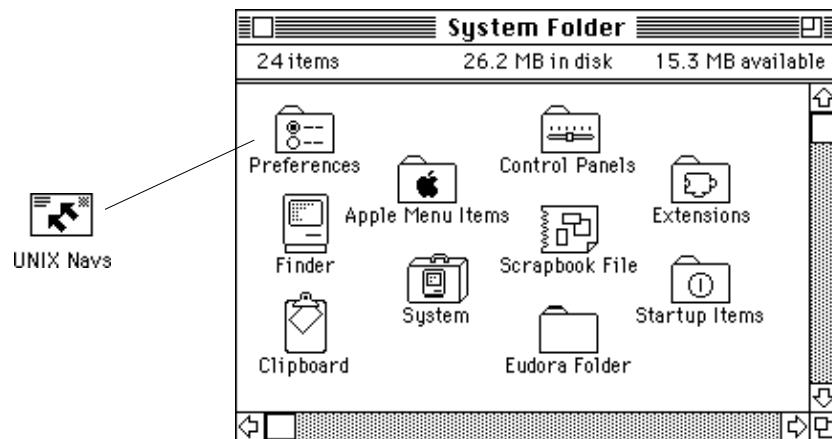 System Folder
24 items 26.2 MB in disk 15.3 MB available
Preferences
Control Panels
Apple Menu Items
Extensions
UNIX Navs
Finder
Scrapbook File
System
Startup Items
Clipboard
Eudora Folder